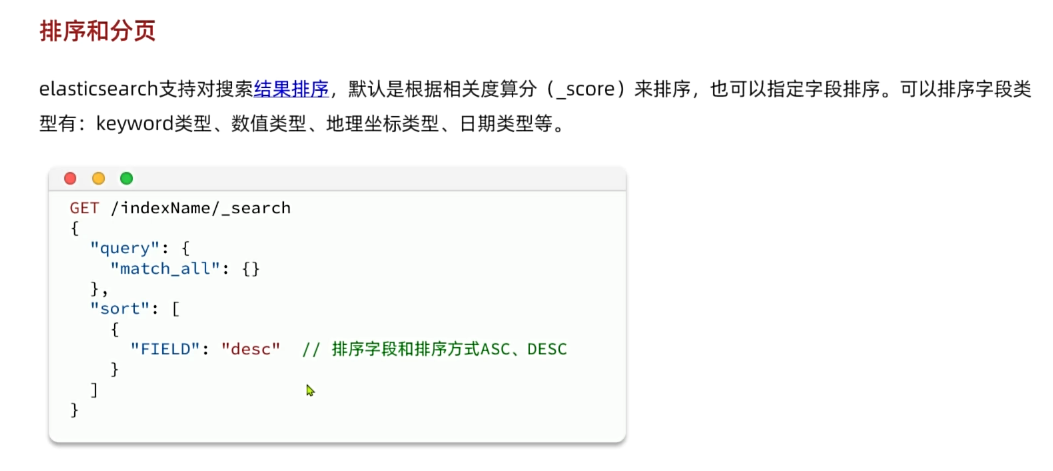 排序和分页
elasticsearch支持对搜索结果排序，默认是根据相关度算分（_score）来排序，也可以指定字段排序。可以排序字段类
型有：keyword类型、数值类型、地理坐标类型、日期类型等。
GET /indexName/_search
{
  "query": {
    "match_all": {}
  },
  "sort": [
    {
      "FIELD": "desc"  // 排序字段和排序方式ASC、DESC
    }
  ]
}